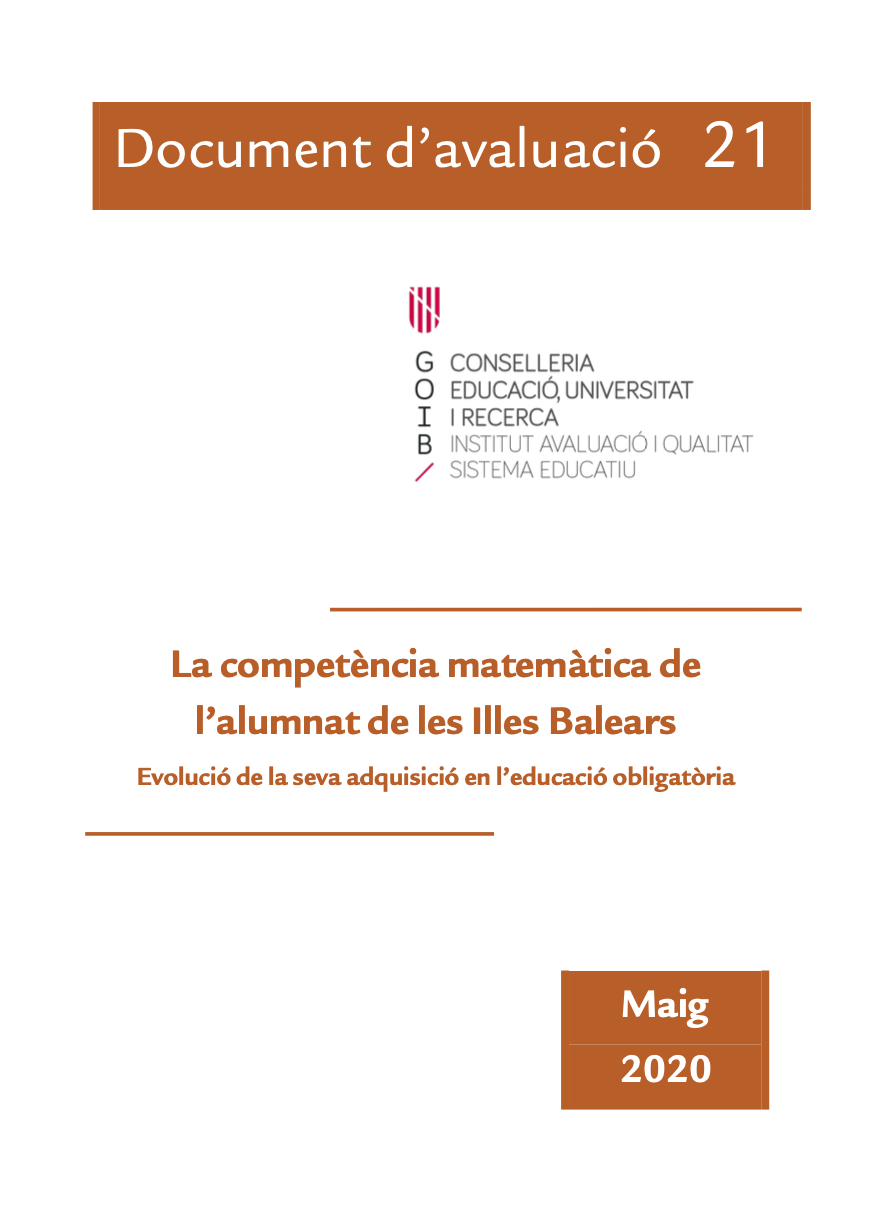 Document d’avaluació 21
G CONSELLERIA
O EDUCACIÓ, UNIVERSITAT
I I RECERCA
B INSTITUT AVALUACIÓ I QUALITAT
/ SISTEMA EDUCATIU
La competència matemàtica de
l’alumnat de les Illes Balears
Evolució de la seva adquisició en l’educació obligatòria
Maig
2020